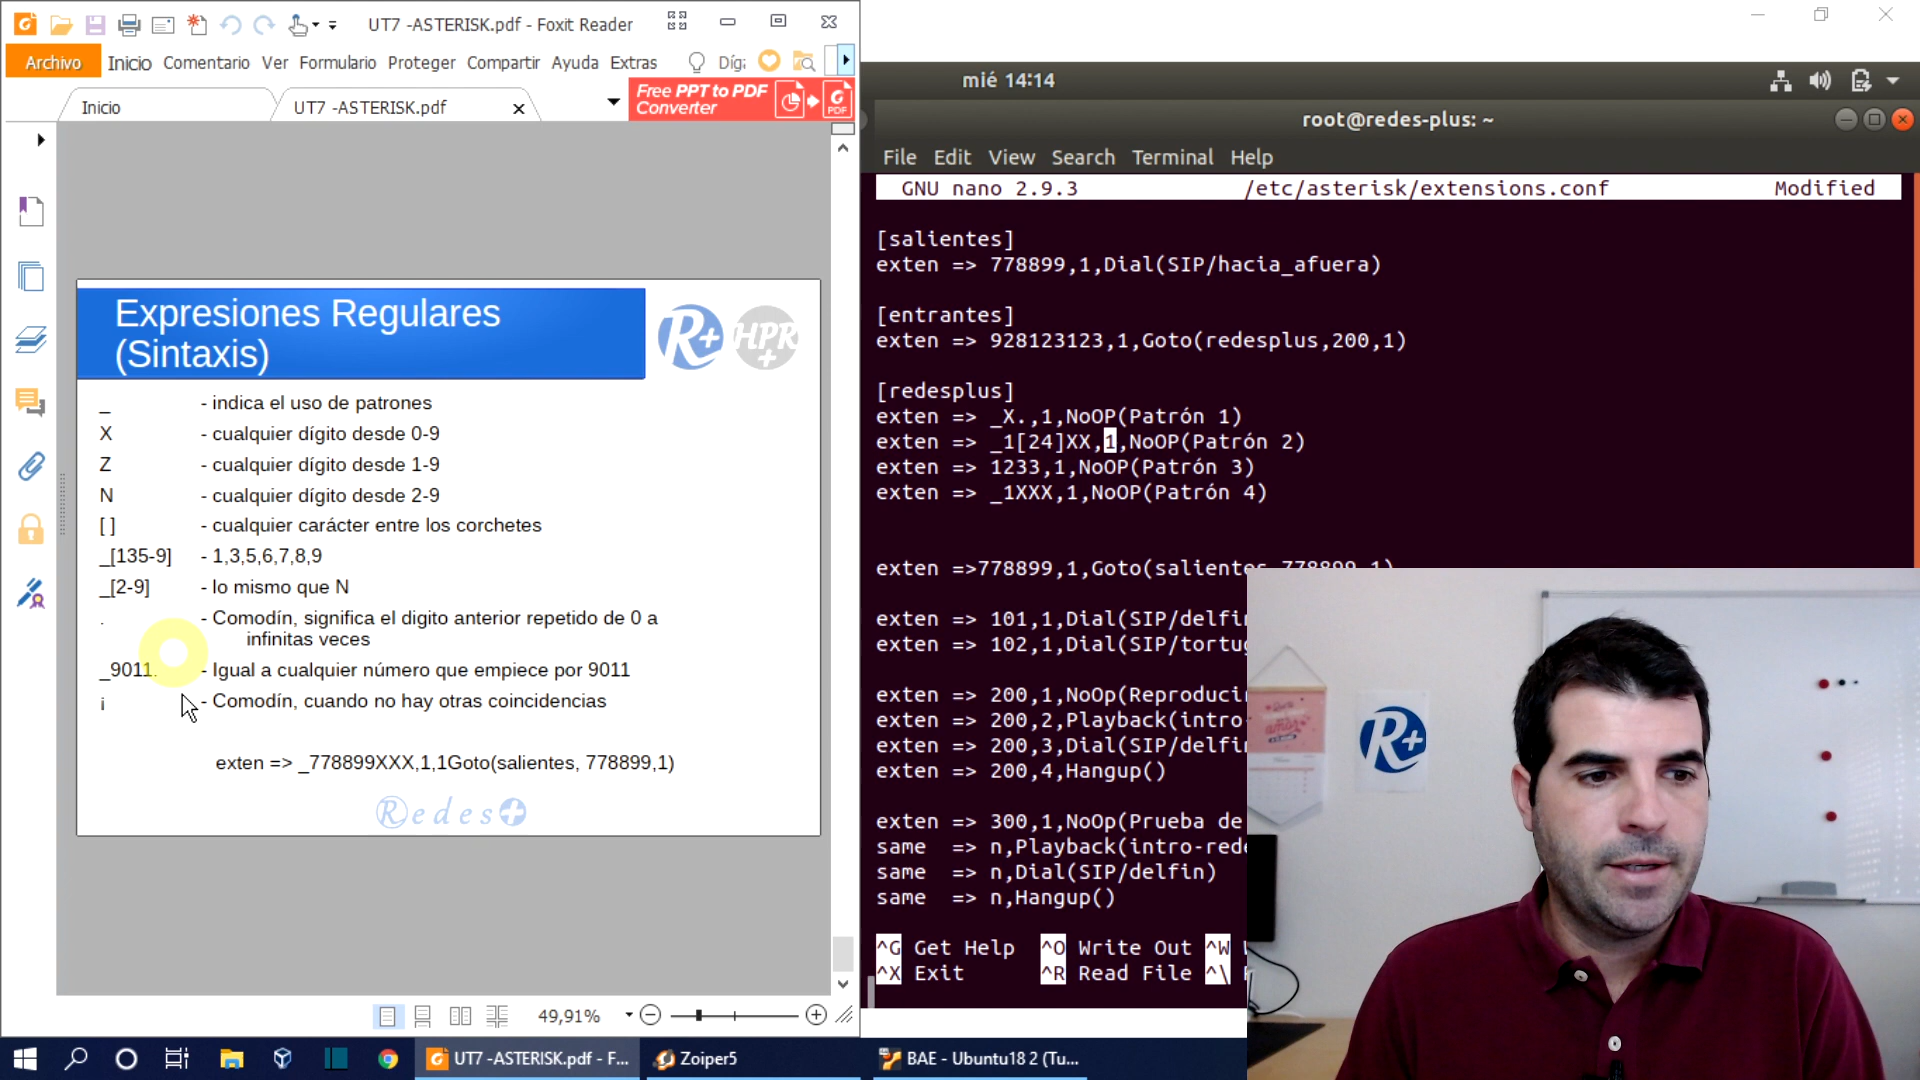 UT7 -ASTERISK.pdf - Foxit Reader
Archivo Inicio Comentario Ver Formulario Proteger Compartir Ayuda Extras Díga
Inicio
UT7 -ASTERISK.pdf
Free PPT to PDF
Converter
PDF
Expresiones Regulares
(Sintaxis)
R+
HPR+
_ - indica el uso de patrones
X - cualquier dígito desde 0-9
Z - cualquier dígito desde 1-9
N - cualquier dígito desde 2-9
[ ] - cualquier carácter entre los corchetes
_[135-9] - 1,3,5,6,7,8,9
_[2-9] - lo mismo que N
. - Comodín, significa el digito anterior repetido de 0 a
infinitas veces
_9011. - Igual a cualquier número que empiece por 9011
i - Comodín, cuando no hay otras coincidencias
exten => _778899XXX,1,1Goto(salientes, 778899,1)
Redes+
49,91%
mié 14:14
root@redes-plus: ~
File Edit View Search Terminal Help
GNU nano 2.9.3 /etc/asterisk/extensions.conf Modified
[salientes]
exten => 778899,1,Dial(SIP/hacia_afuera)
[entrantes]
exten => 928123123,1,Goto(redesplus,200,1)
[redesplus]
exten => _X.,1,NoOP(Patrón 1)
exten => _1[24]XX,1,NoOP(Patrón 2)
exten => 1233,1,NoOP(Patrón 3)
exten => _1XXX,1,NoOP(Patrón 4)
exten =>778899,1,Goto(salientes,778899,1)
exten => 101,1,Dial(SIP/delfin
exten => 102,1,Dial(SIP/tortug
exten => 200,1,NoOp(Reproducir
exten => 200,2,Playback(intro-
exten => 200,3,Dial(SIP/delfin
exten => 200,4,Hangup()
exten => 300,1,NoOp(Prueba de
same => n,Playback(intro-rede
same => n,Dial(SIP/delfin)
same => n,Hangup()
^G Get Help ^O Write Out ^W
^X Exit ^R Read File ^\
R+
UT7 -ASTERISK.pdf - F...
Zoiper5
BAE - Ubuntu18 2 (Tu...